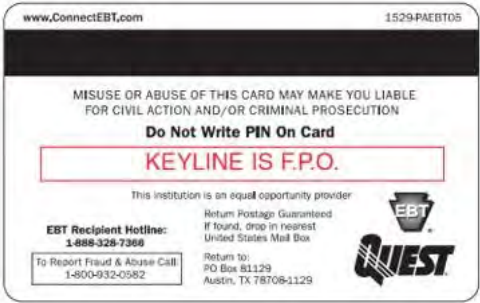 www.ConnectEBT.com 1529-PAEBT05
MISUSE OR ABUSE OF THIS CARD MAY MAKE YOU LIABLE
FOR CIVIL ACTION AND/OR CRIMINAL PROSECUTION
Do Not Write PIN On Card
KEYLINE IS F.P.O.
This institution is an equal opportunity provider
EBT Recipient Hotline:
1-888-328-7366
To Report Fraud & Abuse Call:
1-800-932-0582
Return Postage Guaranteed
If found, drop in nearest
United States Mail Box
Return to:
PO Box 81129
Austin, TX 78708-1129
EBT
QUEST